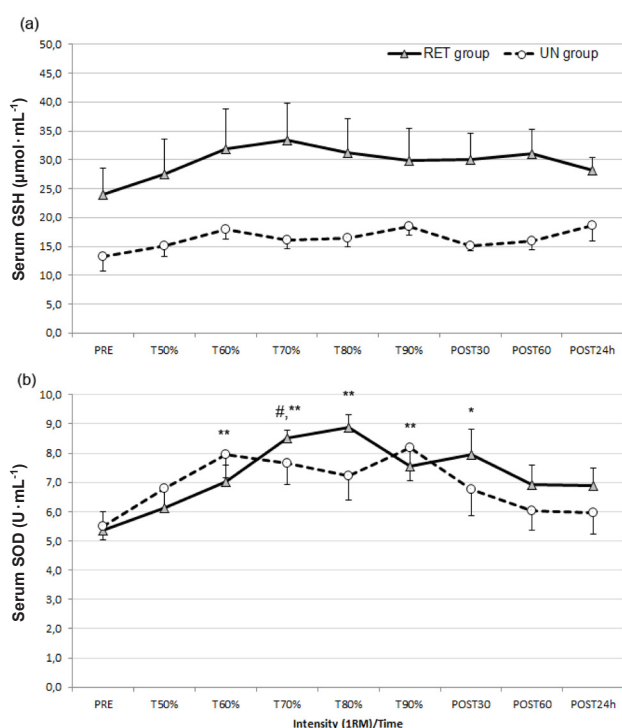 (a)
Serum GSH (µmol· mL⁻¹)
50,0
45,0
40,0
35,0
30,0
25,0
20,0
15,0
10,0
5,0
0,0
RET group UN group
PRE T50% T60% T70% T80% T90% POST30 POST60 POST24h
(b)
Serum SOD (U· mL⁻¹)
10,0
9,0
8,0
7,0
6,0
5,0
4,0
3,0
2,0
1,0
0,0
** #,** ** ** *
PRE T50% T60% T70% T80% T90% POST30 POST60 POST24h
Intensity (1RM)/Time